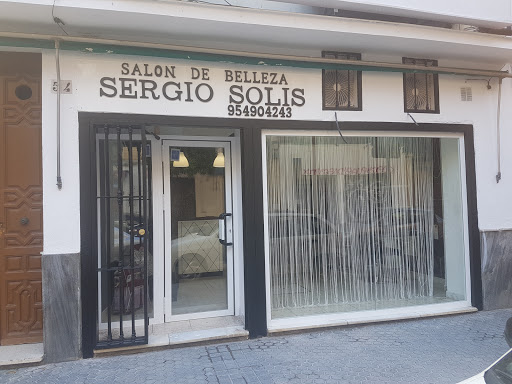 SALON DE BELLEZA
SERGIO SOLIS
954904243